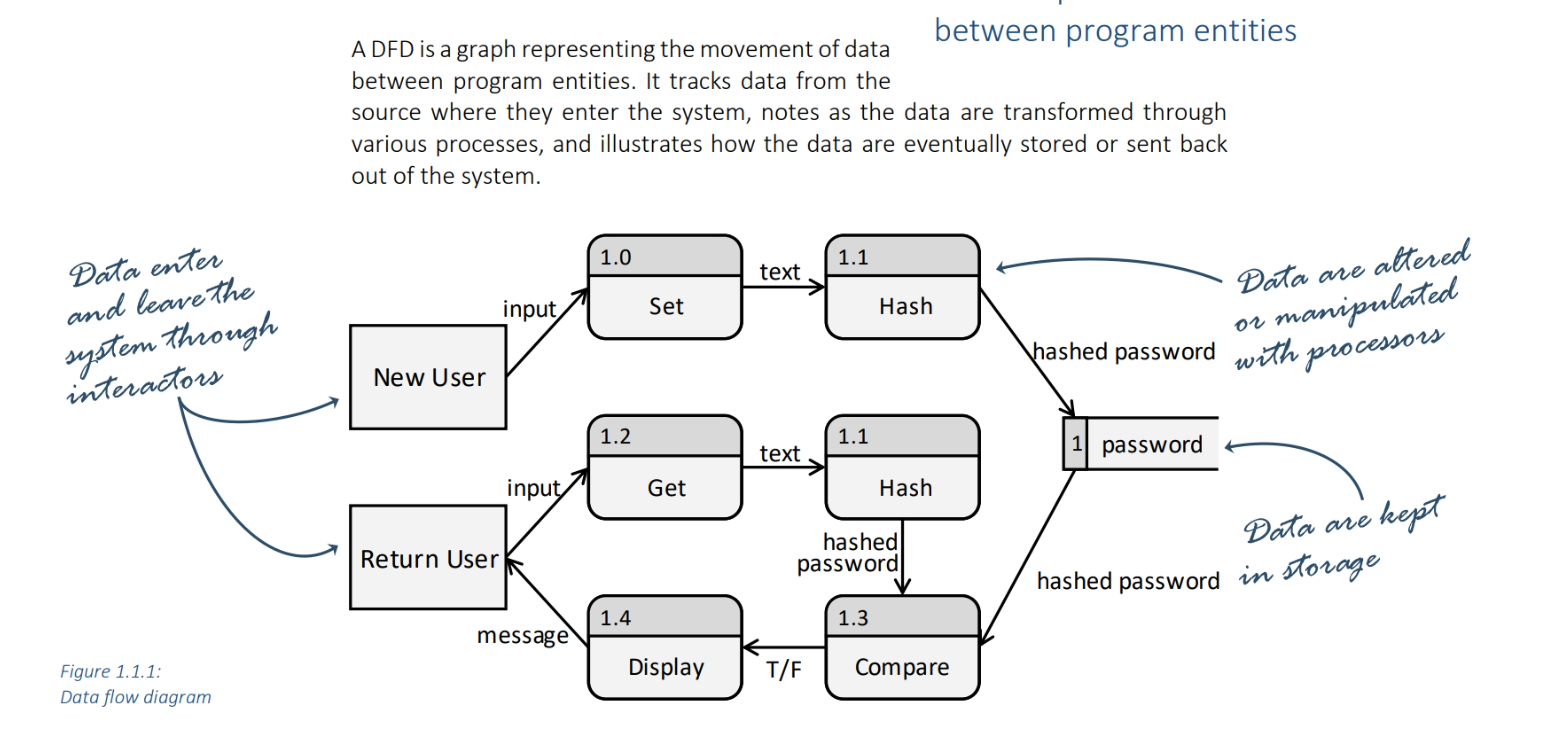 between program entities
A DFD is a graph representing the movement of data
between program entities. It tracks data from the
source where they enter the system, notes as the data are transformed through
various processes, and illustrates how the data are eventually stored or sent back
out of the system.
Data enter
and leave the
system through
interactors
1.0
Set
text
1.1
Hash
Data are altered
or manipulated
with processors
input
New User
hashed password
1.2
Get
text
1.1
Hash
1 password
input
Return User
hashed
password
hashed password
Data are kept
in storage
message
1.4
Display
T/F
1.3
Compare
Figure 1.1.1:
Data flow diagram